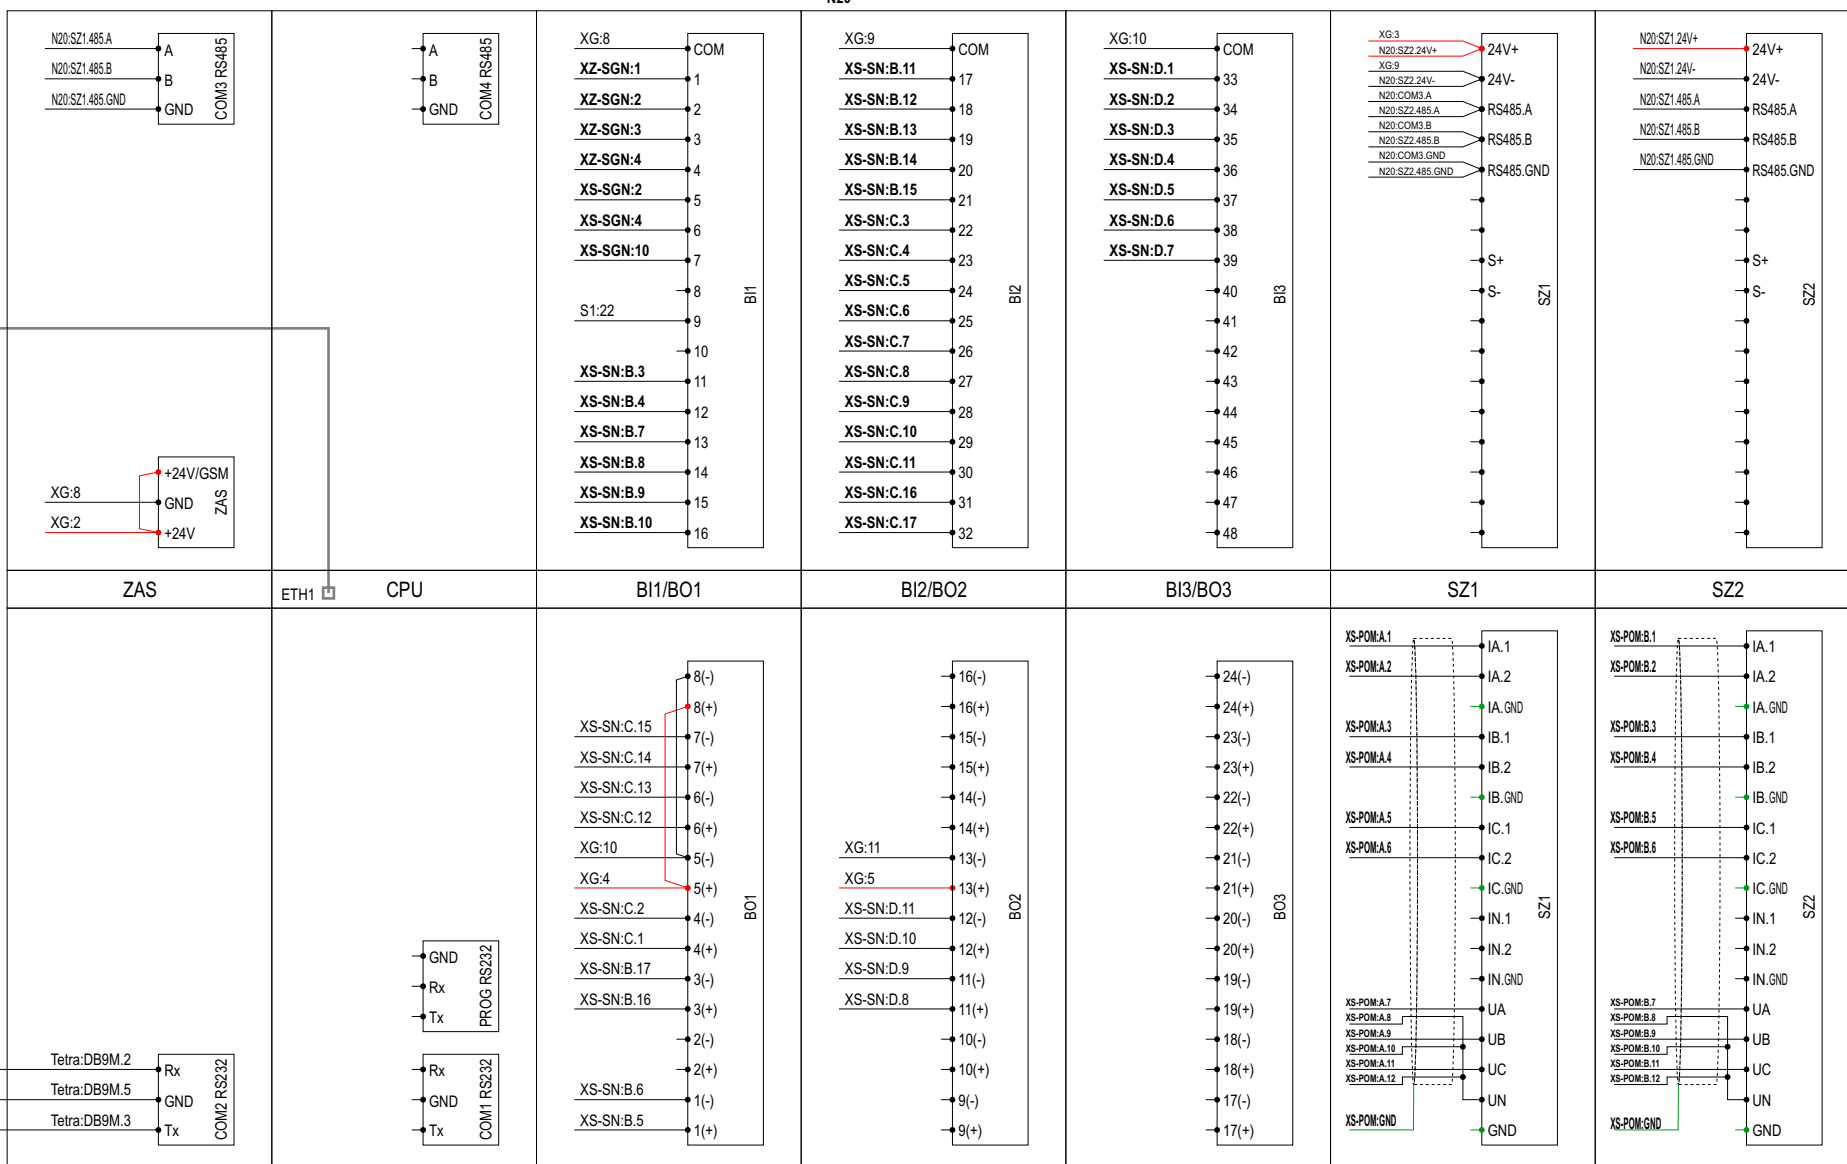 N20
N20:SZ1.485.A
A
N20:SZ1.485.B
B
N20:SZ1.485.GND
GND
COM3 RS485
+24V/GSM
XG:8
GND
XG:2
+24V
ZAS
A
B
GND
COM4 RS485
XG:8
COM
XZ-SGN:1
1
XZ-SGN:2
2
XZ-SGN:3
3
XZ-SGN:4
4
XS-SGN:2
5
XS-SGN:4
6
XS-SGN:10
7
8
S1:22
9
10
XS-SN:B.3
11
XS-SN:B.4
12
XS-SN:B.7
13
XS-SN:B.8
14
XS-SN:B.9
15
XS-SN:B.10
16
BI1
XG:9
COM
XS-SN:B.11
17
XS-SN:B.12
18
XS-SN:B.13
19
XS-SN:B.14
20
XS-SN:B.15
21
XS-SN:C.3
22
XS-SN:C.4
23
XS-SN:C.5
24
XS-SN:C.6
25
XS-SN:C.7
26
XS-SN:C.8
27
XS-SN:C.9
28
XS-SN:C.10
29
XS-SN:C.11
30
XS-SN:C.16
31
XS-SN:C.17
32
BI2
XG:10
COM
XS-SN:D.1
33
XS-SN:D.2
34
XS-SN:D.3
35
XS-SN:D.4
36
XS-SN:D.5
37
XS-SN:D.6
38
XS-SN:D.7
39
40
41
42
43
44
45
46
47
48
BI3
XG:3
N20:SZ2.24V+
24V+
XG:9
N20:SZ2.24V-
24V-
N20:COM3.A
N20:SZ2.485.A
RS485.A
N20:COM3.B
N20:SZ2.485.B
RS485.B
N20:COM3.GND
N20:SZ2.485.GND
RS485.GND
S+
S-
SZ1
N20:SZ1.24V+
24V+
N20:SZ1.24V-
24V-
N20:SZ1.485.A
RS485.A
N20:SZ1.485.B
RS485.B
N20:SZ1.485.GND
RS485.GND
S+
S-
SZ2
ZAS
ETH1
CPU
BI1/BO1
BI2/BO2
BI3/BO3
SZ1
SZ2
Tetra:DB9M.2
Rx
Tetra:DB9M.5
GND
Tetra:DB9M.3
Tx
COM2 RS232
GND
Rx
Tx
PROG RS232
Rx
GND
Tx
COM1 RS232
8(-)
8(+)
XS-SN:C.15
7(-)
XS-SN:C.14
7(+)
XS-SN:C.13
6(-)
XS-SN:C.12
6(+)
XG:10
5(-)
XG:4
5(+)
XS-SN:C.2
4(-)
XS-SN:C.1
4(+)
XS-SN:B.17
3(-)
XS-SN:B.16
3(+)
2(-)
2(+)
XS-SN:B.6
1(-)
XS-SN:B.5
1(+)
BO1
16(-)
16(+)
15(-)
15(+)
14(-)
14(+)
XG:11
13(-)
XG:5
13(+)
XS-SN:D.11
12(-)
XS-SN:D.10
12(+)
XS-SN:D.9
11(-)
XS-SN:D.8
11(+)
10(-)
10(+)
9(-)
9(+)
BO2
24(-)
24(+)
23(-)
23(+)
22(-)
22(+)
21(-)
21(+)
20(-)
20(+)
19(-)
19(+)
18(-)
18(+)
17(-)
17(+)
BO3
XS-POM:A.1
IA.1
XS-POM:A.2
IA.2
IA.GND
XS-POM:A.3
IB.1
XS-POM:A.4
IB.2
IB.GND
XS-POM:A.5
IC.1
XS-POM:A.6
IC.2
IC.GND
IN.1
IN.2
IN.GND
XS-POM:A.7
UA
XS-POM:A.8
XS-POM:A.9
UB
XS-POM:A.10
XS-POM:A.11
UC
XS-POM:A.12
UN
XS-POM:GND
GND
SZ1
XS-POM:B.1
IA.1
XS-POM:B.2
IA.2
IA.GND
XS-POM:B.3
IB.1
XS-POM:B.4
IB.2
IB.GND
XS-POM:B.5
IC.1
XS-POM:B.6
IC.2
IC.GND
IN.1
IN.2
IN.GND
XS-POM:B.7
UA
XS-POM:B.8
XS-POM:B.9
UB
XS-POM:B.10
XS-POM:B.11
UC
XS-POM:B.12
UN
XS-POM:GND
GND
SZ2